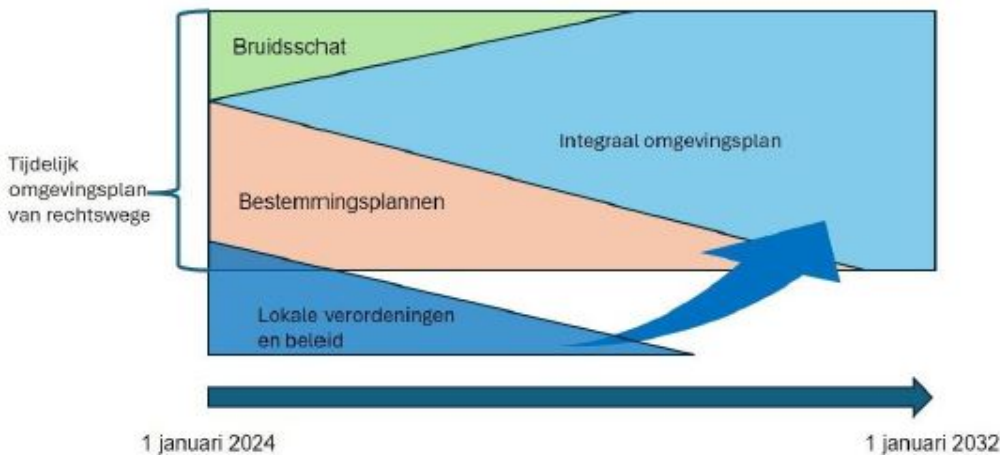 Bruidsschat
Integraal omgevingsplan
Tijdelijk
omgevingsplan
van rechtswege
Bestemmingsplannen
Lokale verordeningen
en beleid
1 januari 2024
1 januari 2032